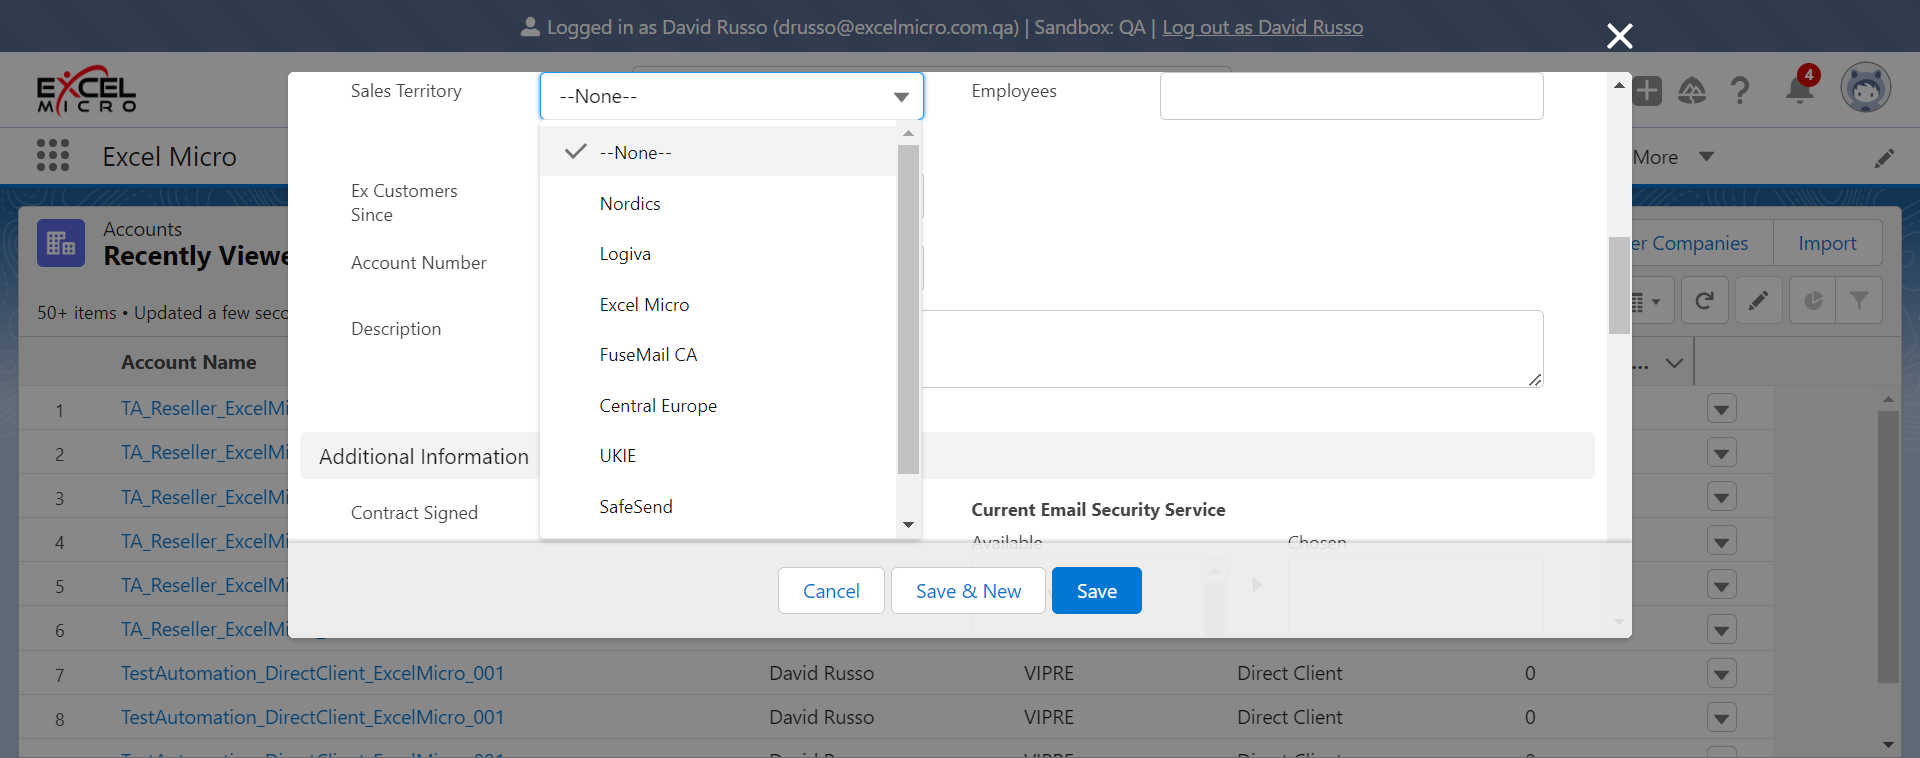 Logged in as David Russo (drusso@excelmicro.com.qa) | Sandbox: QA | Log out as David Russo
EXCEL
MICRO
4
Excel Micro
More
Accounts
Recently Viewe
er Companies
Import
50+ items • Updated a few seco
Account Name
...
1 TA_Reseller_ExcelMi
2 TA_Reseller_ExcelMi
3 TA_Reseller_ExcelMi
4 TA_Reseller_ExcelMi
5 TA_Reseller_ExcelMi
6 TA_Reseller_ExcelMi
7 TestAutomation_DirectClient_ExcelMicro_001 David Russo VIPRE Direct Client 0
8 TestAutomation_DirectClient_ExcelMicro_001 David Russo VIPRE Direct Client 0
Sales Territory
--None--
Employees
--None--
Nordics
Logiva
Excel Micro
FuseMail CA
Central Europe
UKIE
SafeSend
Ex Customers
Since
Account Number
Description
Additional Information
Contract Signed
Current Email Security Service
Available
Chosen
Cancel
Save & New
Save